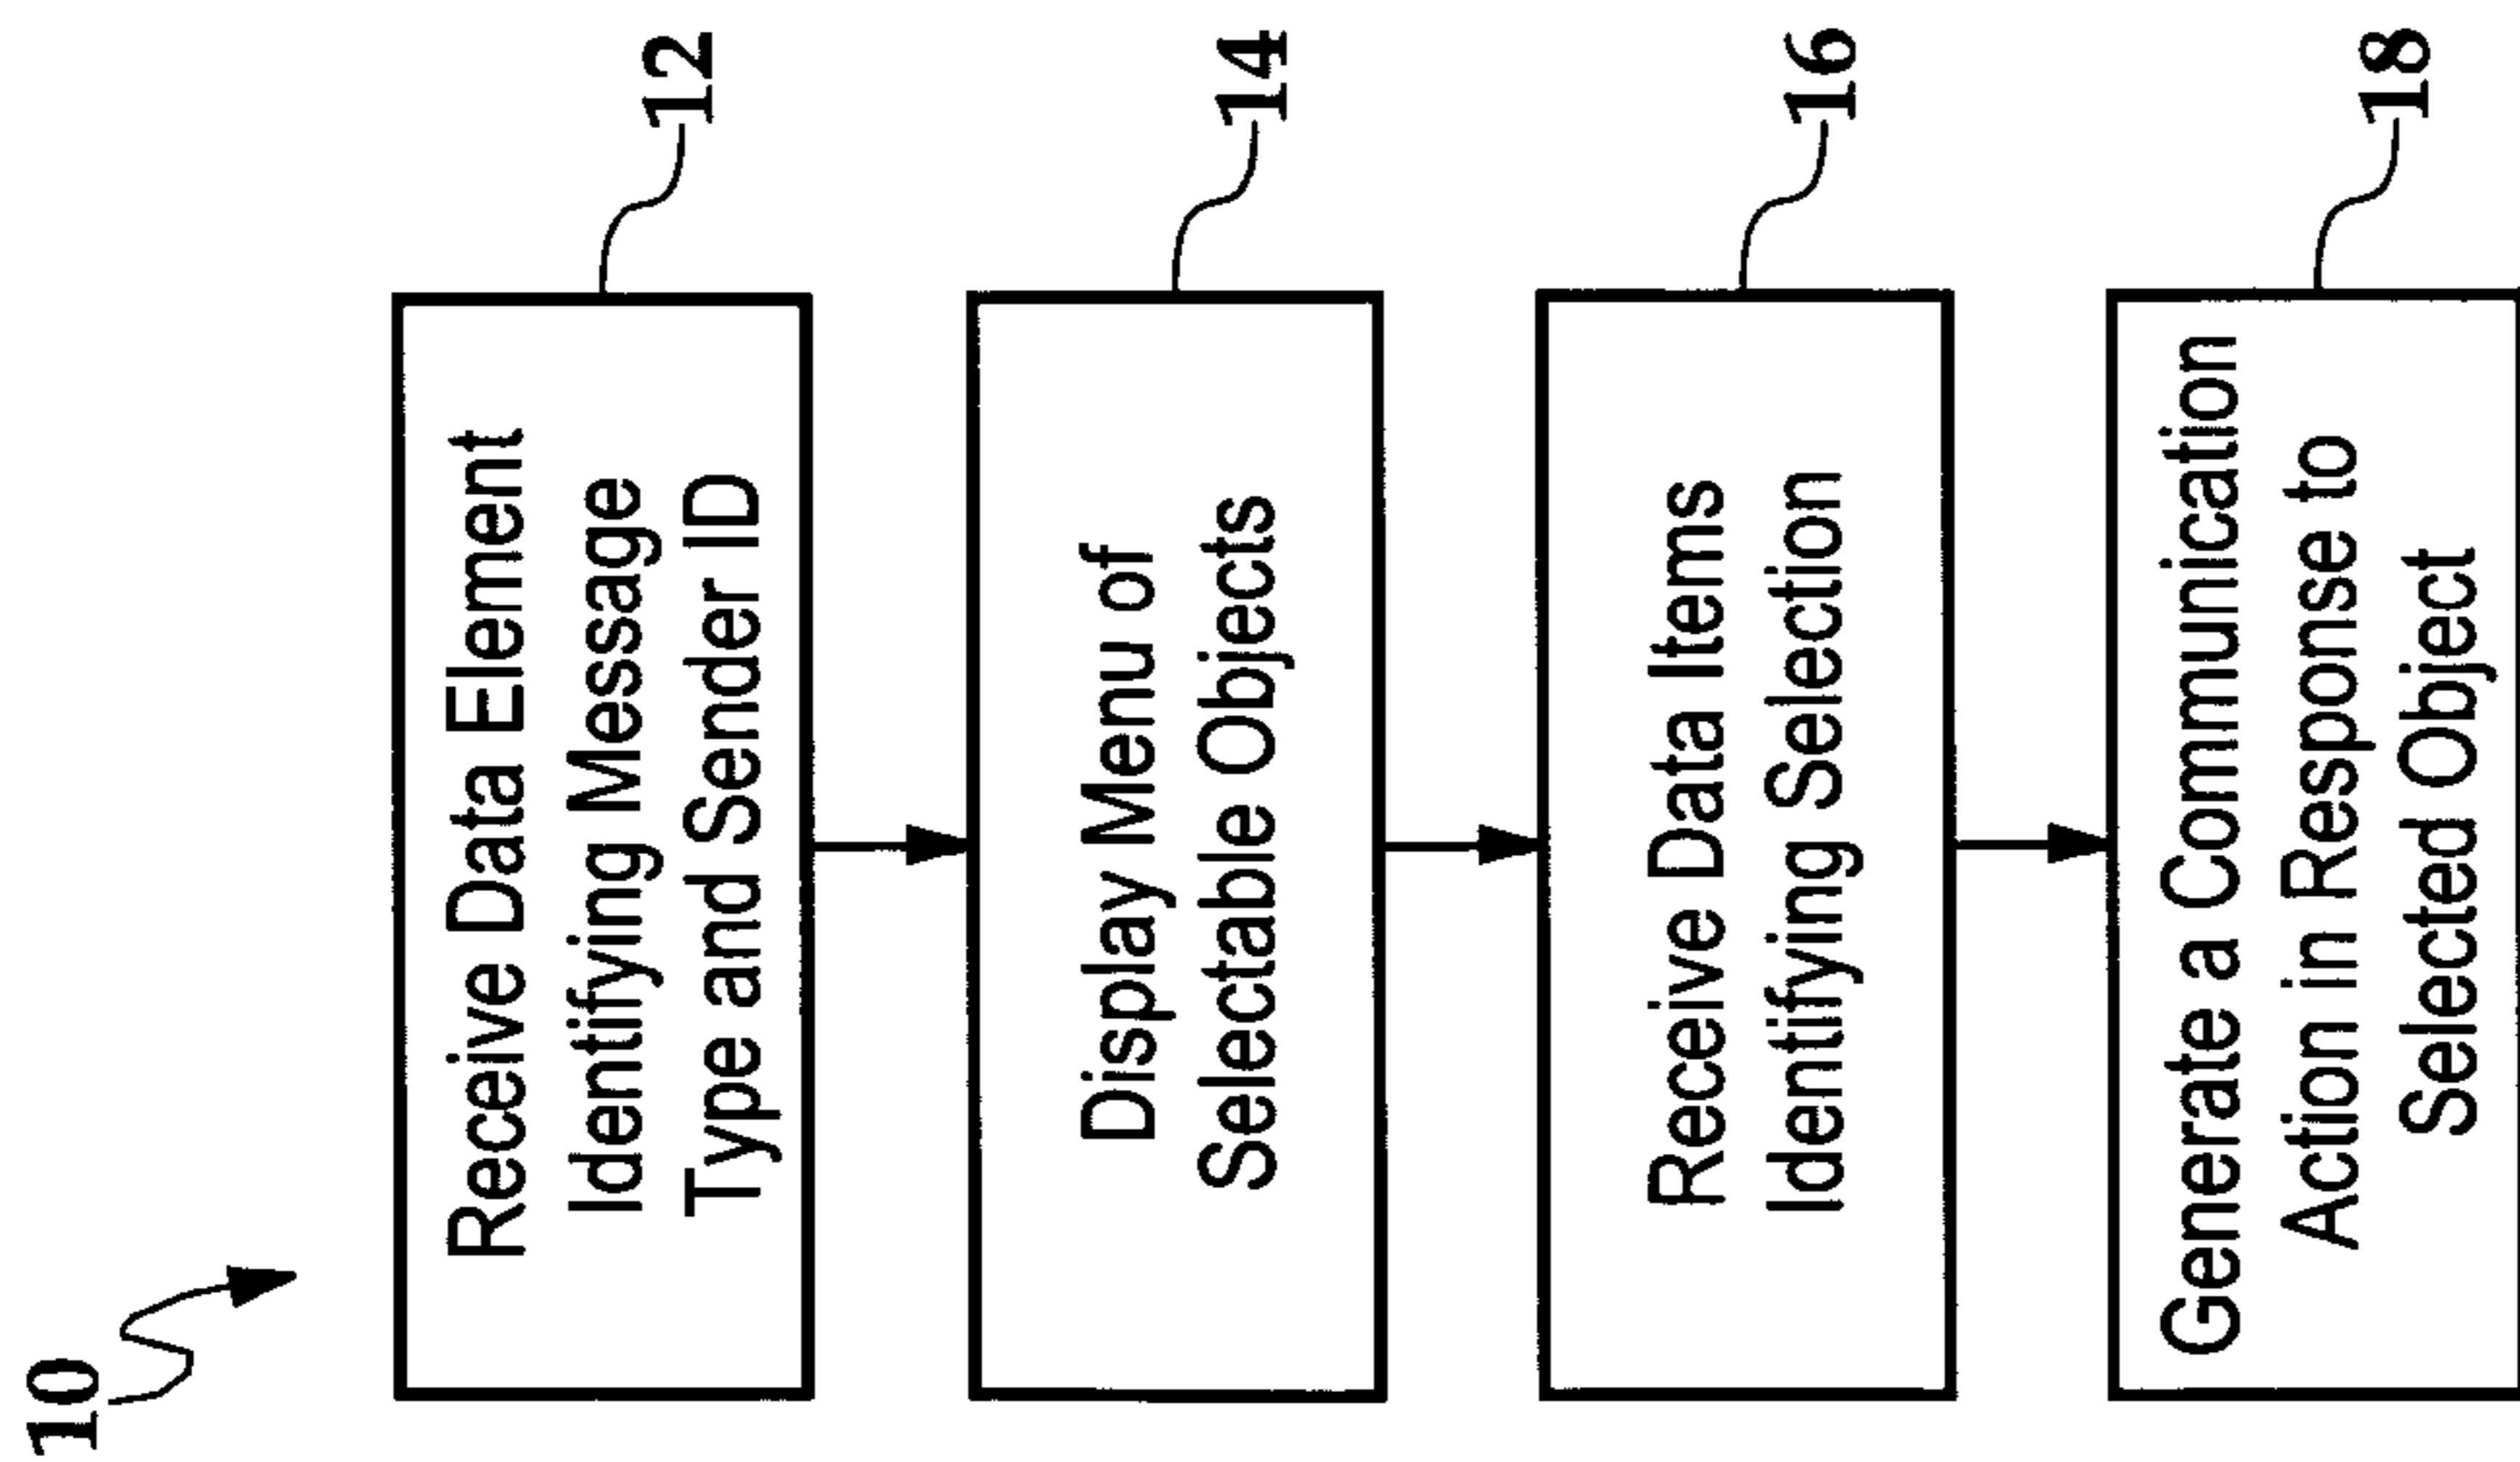 10
Receive Data Element
Identifying Message
Type and Sender ID
12
Display Menu of
Selectable Objects
14
Receive Data Items
Identifying Selection
16
Generate a Communication
Action in Response to
Selected Object
18